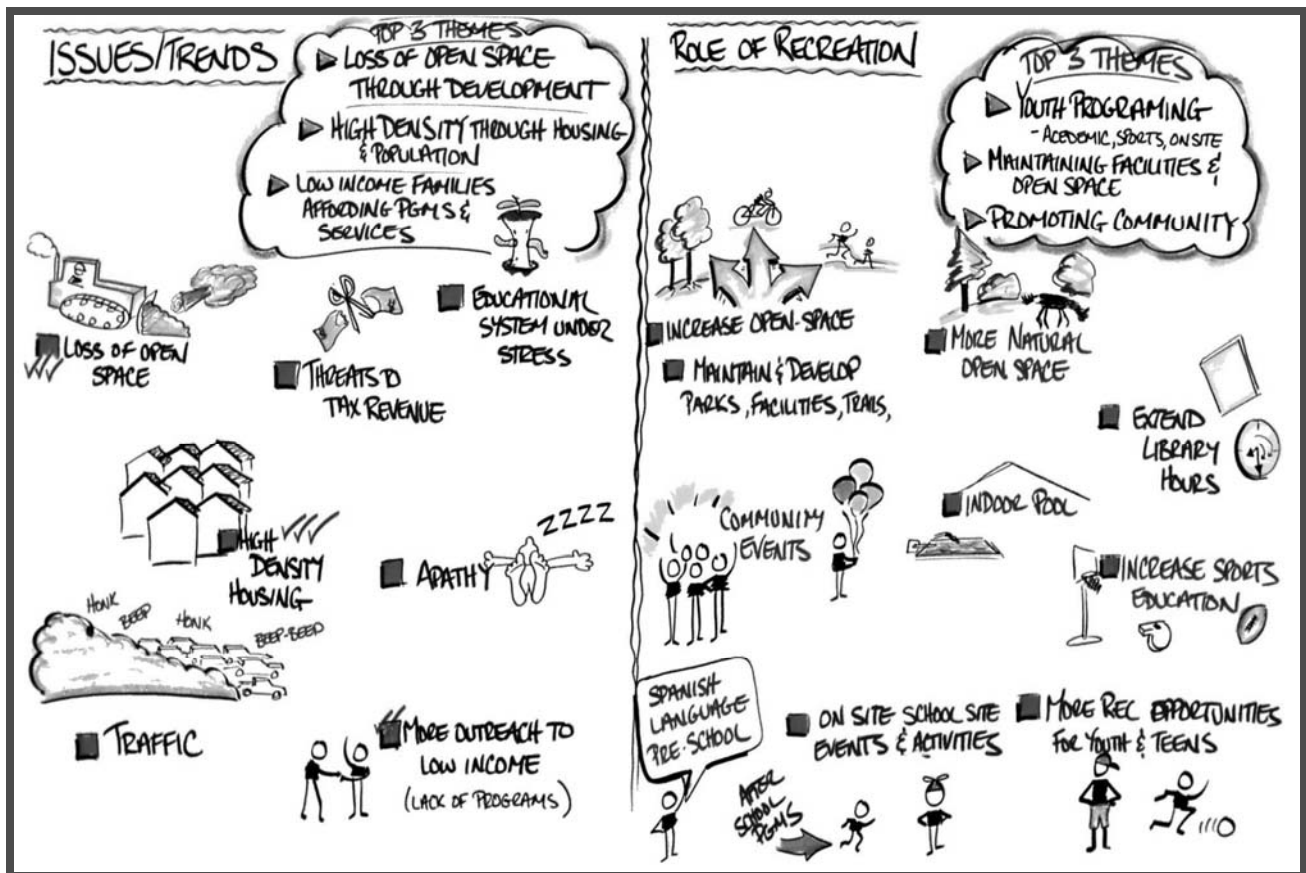 ISSUES/TRENDS
TOP 3 THEMES
LOSS OF OPEN SPACE
THROUGH DEVELOPMENT
HIGH DENSITY THROUGH HOUSING
& POPULATION
LOW INCOME FAMILIES
AFFORDING PGMS &
SERVICES
LOSS OF OPEN
SPACE
THREATS TO
TAX REVENUE
EDUCATIONAL
SYSTEM UNDER
STRESS
HIGH
DENSITY
HOUSING
APATHY
ZZZZ
HONK
BEEP
HONK
BEEP-BEEP
TRAFFIC
MORE OUTREACH TO
LOW INCOME
(LACK OF PROGRAMS)
ROLE OF RECREATION
TOP 3 THEMES
YOUTH PROGRAMING
- ACEDEMIC, SPORTS, ON SITE
MAINTAINING FACILITIES &
OPEN SPACE
PROMOTING COMMUNITY
INCREASE OPEN-SPACE
MAINTAIN & DEVELOP
PARKS, FACILITIES, TRAILS,
MORE NATURAL
OPEN SPACE
EXTEND
LIBRARY
HOURS
COMMUNITY
EVENTS
INDOOR POOL
INCREASE SPORTS
EDUCATION
SPANISH
LANGUAGE
PRE-SCHOOL
AFTER
SCHOOL
PGMS
ON SITE-SCHOOL SITE
EVENTS & ACTIVITIES
MORE REC OPPORTUNITIES
FOR YOUTH & TEENS